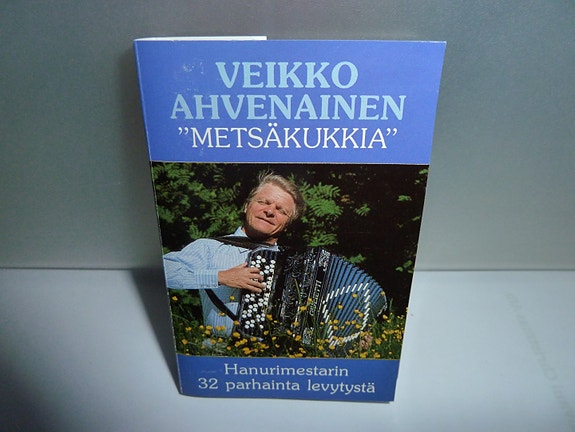 VEIKKO
AHVENAINEN
"METSÄKUKKIA"
Hanurimestarin
32 parhainta levytystä